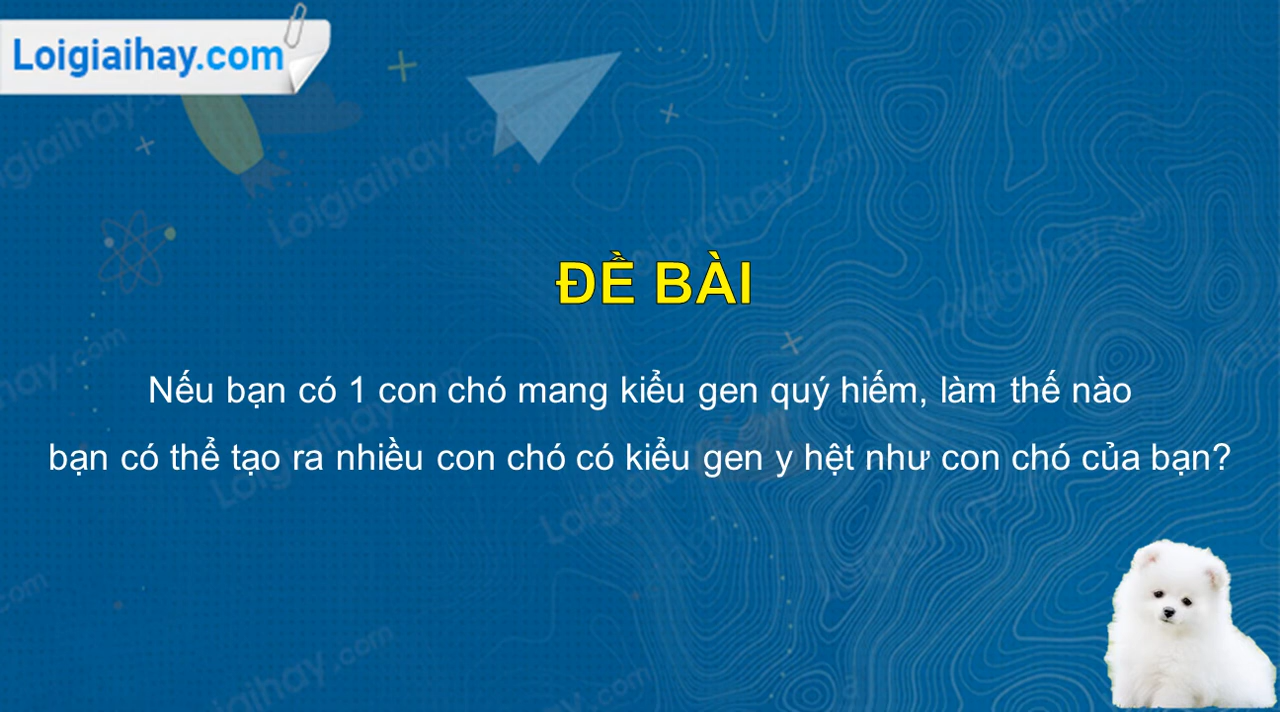 Loigiaihay.com
ĐỀ BÀI
Nếu bạn có 1 con chó mang kiểu gen quý hiếm, làm thế nào
bạn có thể tạo ra nhiều con chó có kiểu gen y hệt như con chó của bạn?